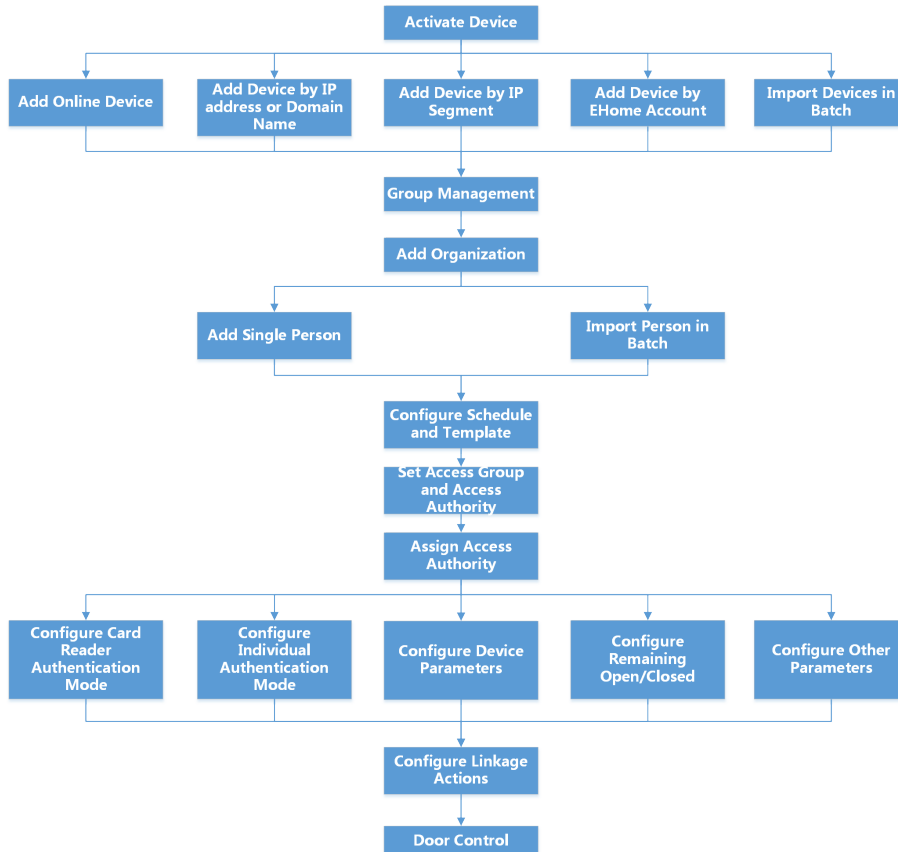 Activate Device
Add Online Device
Add Device by IP
address or Domain
Name
Add Device by IP
Segment
Add Device by
EHome Account
Import Devices in
Batch
Group Management
Add Organization
Add Single Person
Import Person in
Batch
Configure Schedule
and Template
Set Access Group
and Access
Authority
Assign Access
Authority
Configure Card
Reader
Authentication
Mode
Configure
Individual
Authentication
Mode
Configure Device
Parameters
Configure
Remaining
Open/Closed
Configure Other
Parameters
Configure Linkage
Actions
Door Control